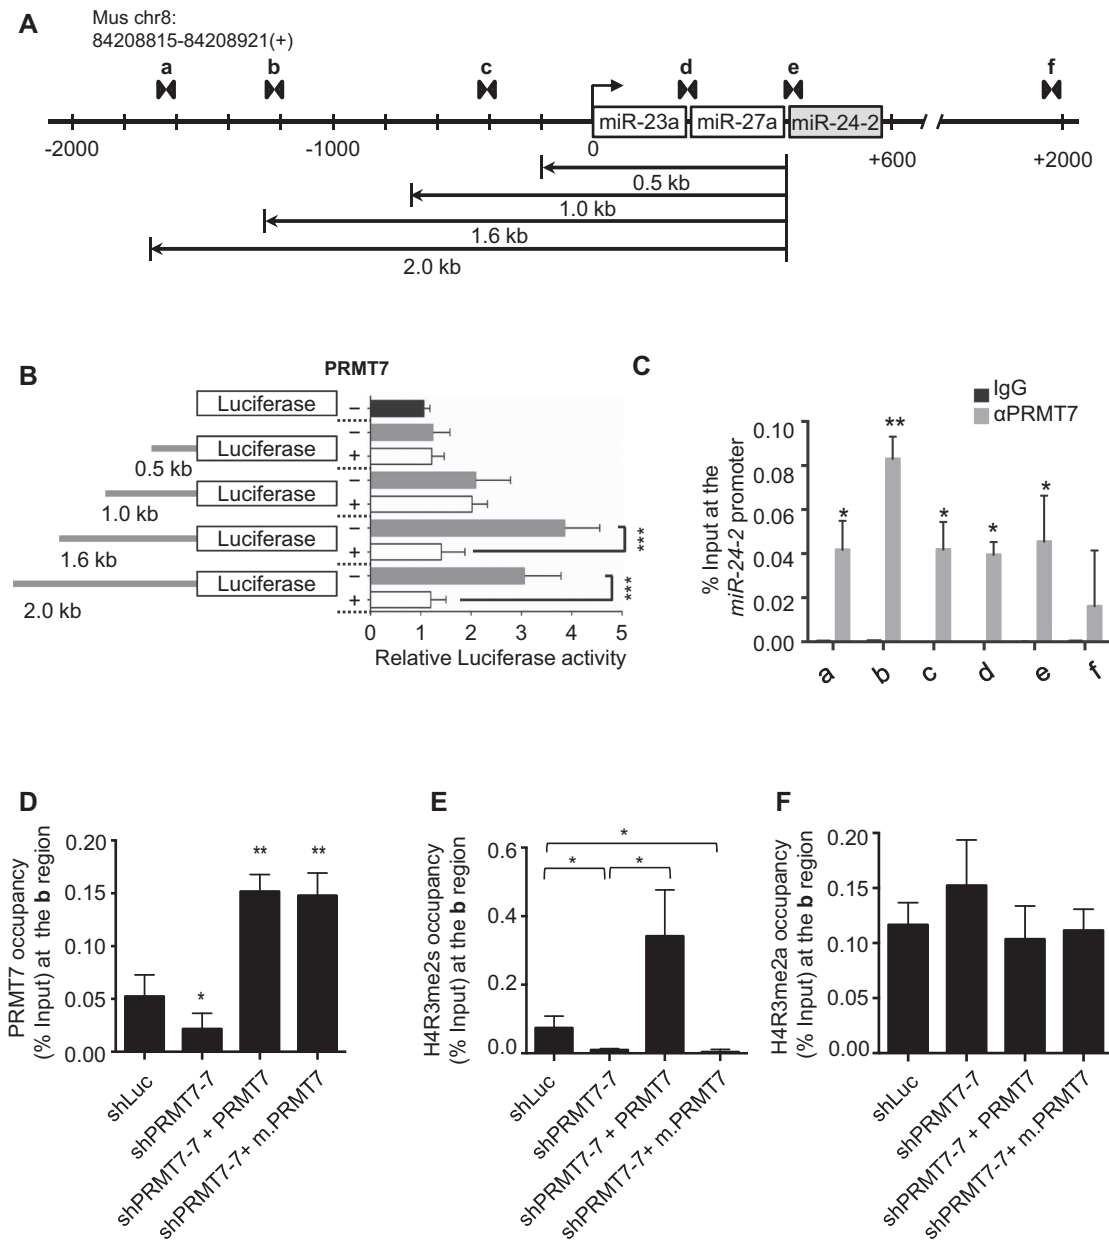 A
Mus chr8:
84208815-84208921(+)
a b c d e f
miR-23a miR-27a miR-24-2
-2000 -1000 0 +600 +2000
0.5 kb
1.0 kb
1.6 kb
2.0 kb
B
PRMT7
Luciferase −
−
Luciferase
0.5 kb +
−
Luciferase
1.0 kb +
−
Luciferase ***
1.6 kb +
−
Luciferase ***
2.0 kb +
0 1 2 3 4 5
Relative Luciferase activity
C
IgG
αPRMT7
% Input at the
miR-24-2 promoter
0.10
0.08
0.06
0.04
0.02
0.00
* ** * * *
a b c d e f
D
PRMT7 occupancy
(% Input) at the b region
0.20
0.15
0.10
0.05
0.00
* ** **
shLuc
shPRMT7-7
shPRMT7-7 + PRMT7
shPRMT7-7+ m.PRMT7
E
H4R3me2s occupancy
(% Input) at the b region
0.6
0.4
0.2
0.0
*
* *
shLuc
shPRMT7-7
shPRMT7-7 + PRMT7
shPRMT7-7+ m.PRMT7
F
H4R3me2a occupancy
(% Input) at the b region
0.20
0.15
0.10
0.05
0.00
shLuc
shPRMT7-7
shPRMT7-7 + PRMT7
shPRMT7-7+ m.PRMT7